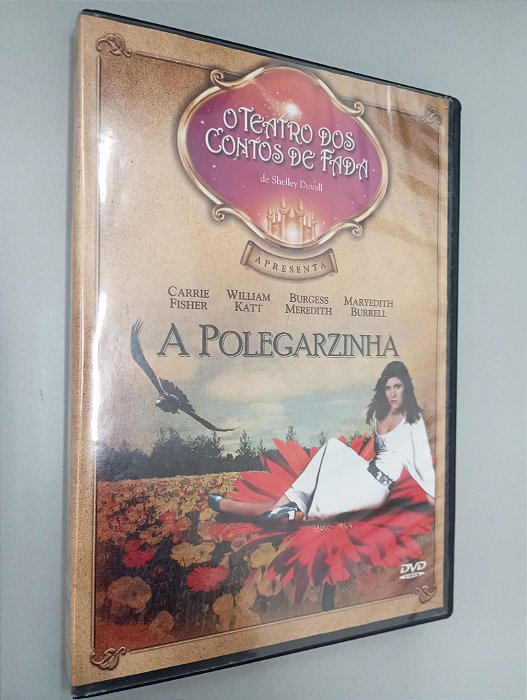 O TEATRO DOS
CONTOS DE FADA
de Shelley Duvall
APRESENTA
CARRIE FISHER WILLIAM KATT BURGESS MEREDITH MARYEDITH BURRELL
A POLEGARZINHA
DVD
VIDEO